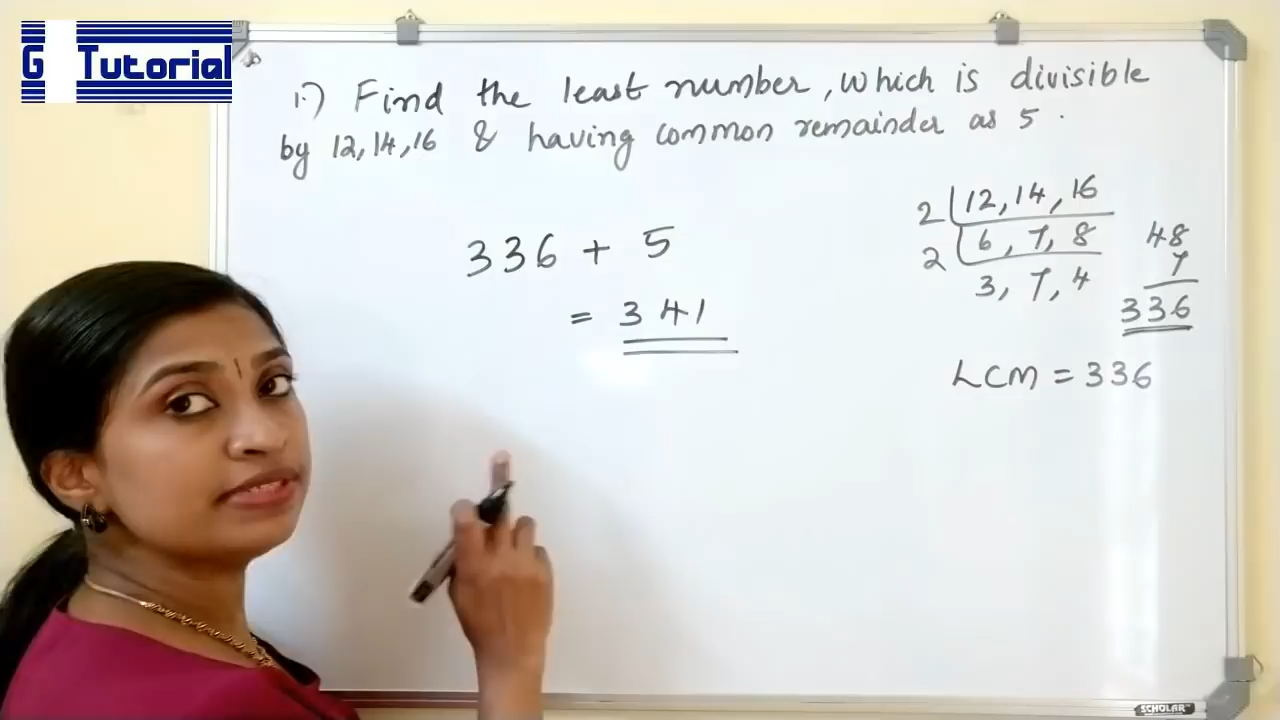 G Tutorial
1.) Find the least number, which is divisible
by 12, 14, 16 & having common remainder as 5.
336 + 5
= 341
2 12, 14, 16
2 6, 7, 8
3, 7, 4
48
7
336
LCM = 336
SCHOLAR